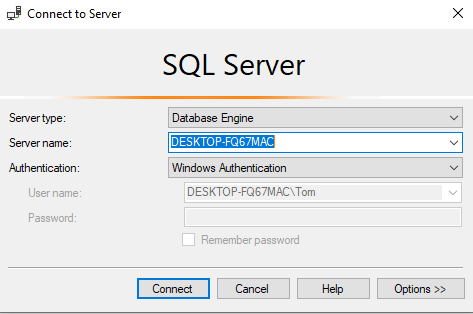 Connect to Server
SQL Server
Server type: Database Engine
Server name: DESKTOP-FQ67MAC
Authentication: Windows Authentication
User name: DESKTOP-FQ67MAC\Tom
Password:
Remember password
Connect Cancel Help Options >>